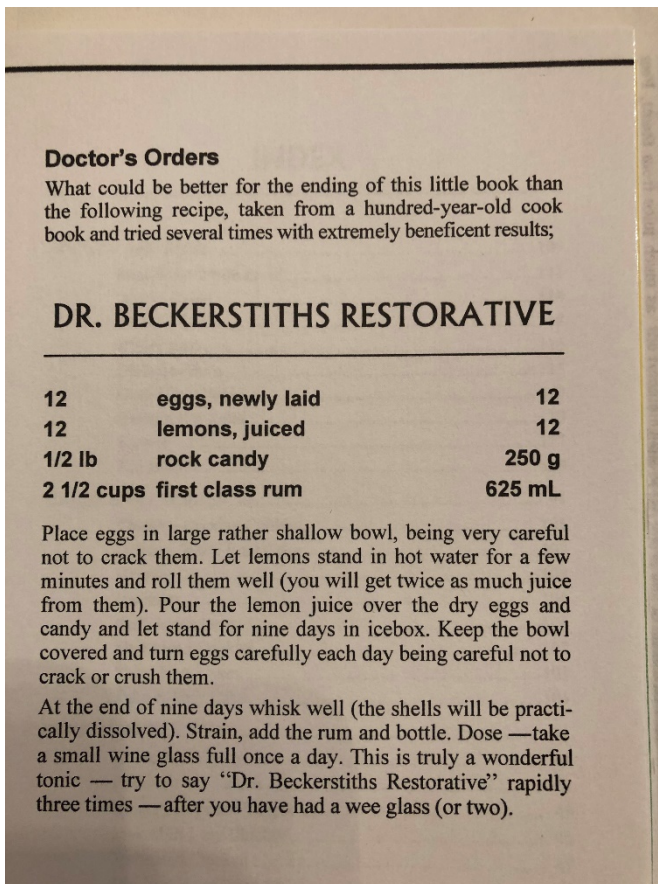 Doctor's Orders
What could be better for the ending of this little book than
the following recipe, taken from a hundred-year-old cook
book and tried several times with extremely beneficent results;
DR. BECKERSTITHS RESTORATIVE
12 eggs, newly laid 12
12 lemons, juiced 12
1/2 lb rock candy 250 g
2 1/2 cups first class rum 625 mL
Place eggs in large rather shallow bowl, being very careful
not to crack them. Let lemons stand in hot water for a few
minutes and roll them well (you will get twice as much juice
from them). Pour the lemon juice over the dry eggs and
candy and let stand for nine days in icebox. Keep the bowl
covered and turn eggs carefully each day being careful not to
crack or crush them.
At the end of nine days whisk well (the shells will be practi-
cally dissolved). Strain, add the rum and bottle. Dose —take
a small wine glass full once a day. This is truly a wonderful
tonic — try to say “Dr. Beckerstiths Restorative” rapidly
three times —after you have had a wee glass (or two).